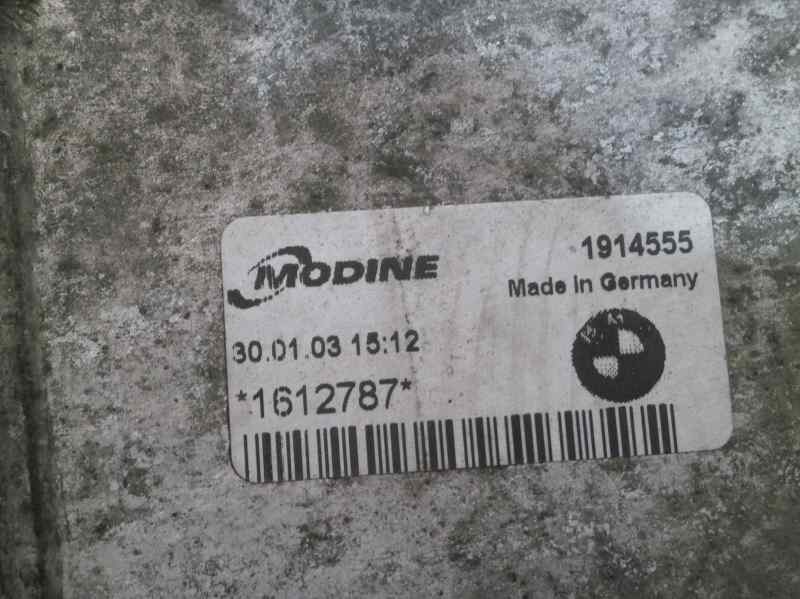 MODINE
1914555
Made in Germany
30.01.03 15:12
*1612787*